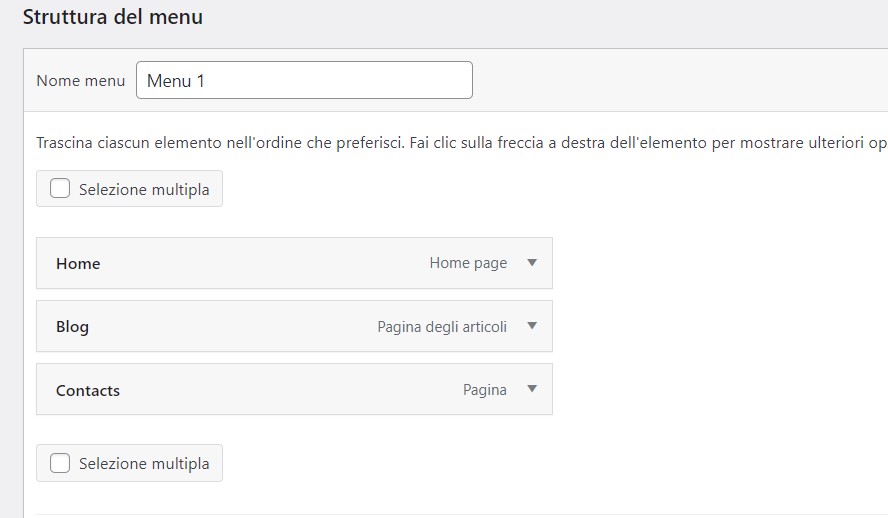 Struttura del menu
Nome menu Menu 1
Trascina ciascun elemento nell'ordine che preferisci. Fai clic sulla freccia a destra dell'elemento per mostrare ulteriori op
Selezione multipla
Home Home page
Blog Pagina degli articoli
Contacts Pagina
Selezione multipla